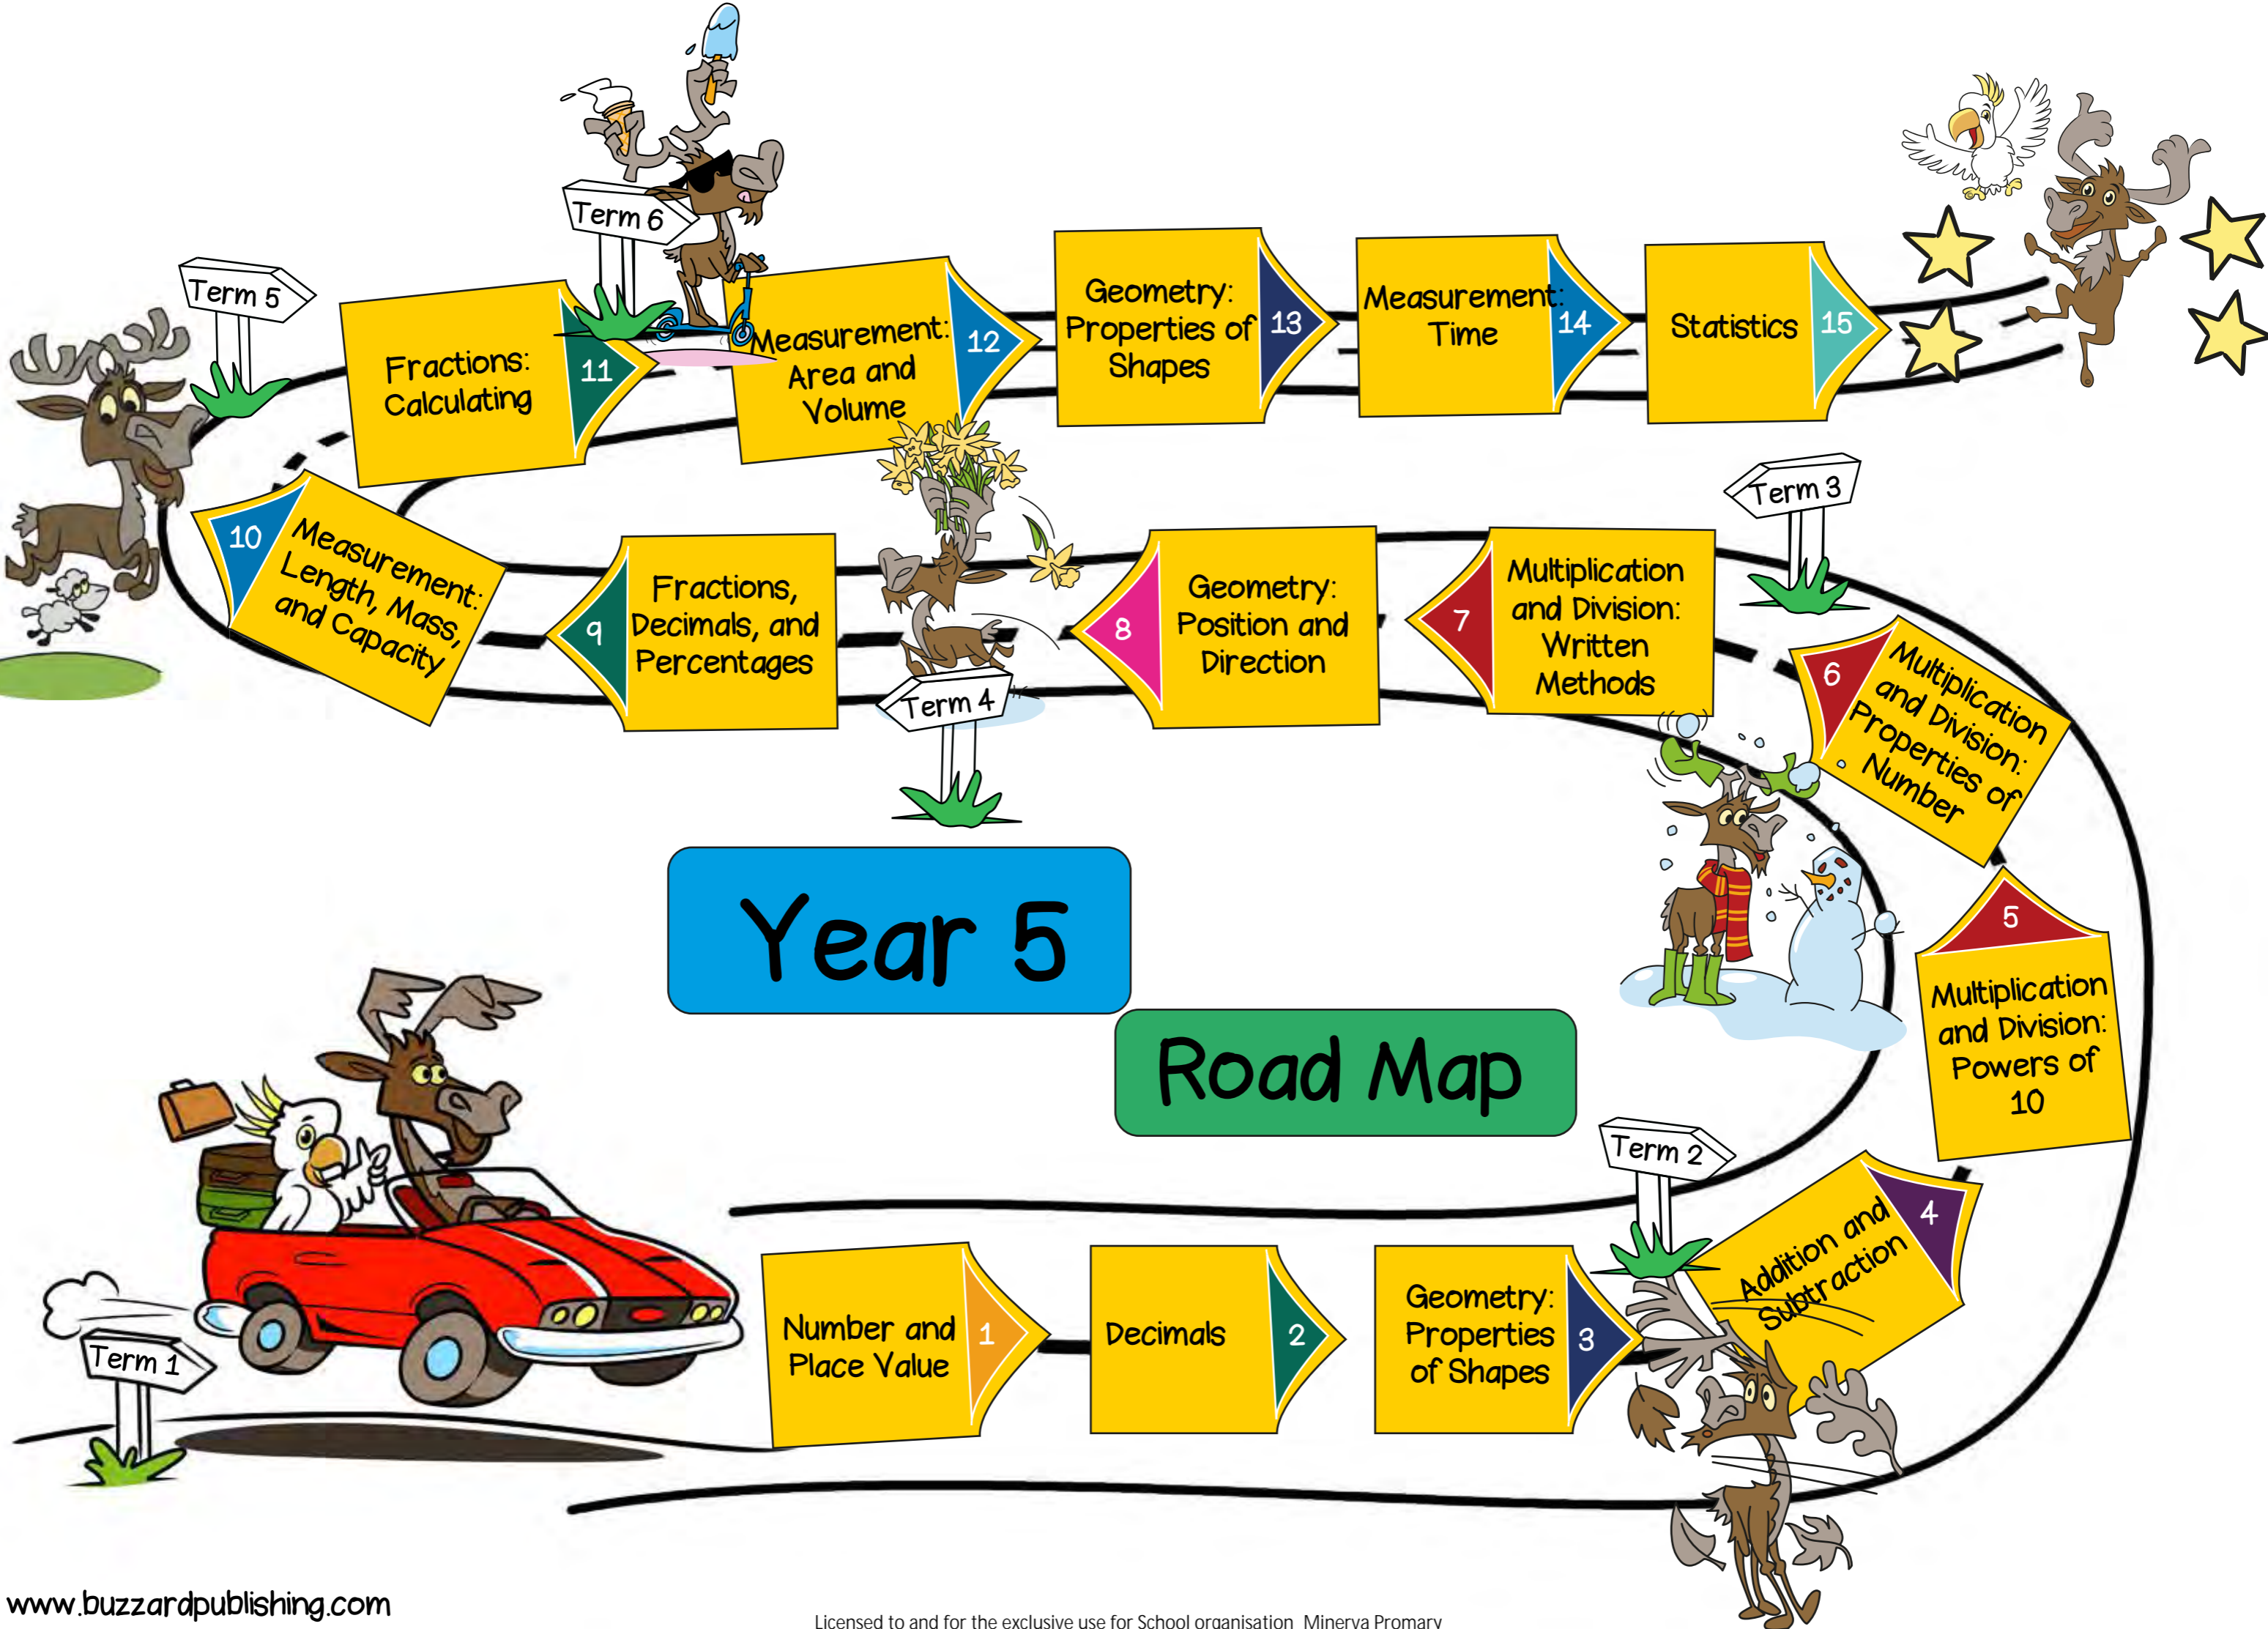 Year 5
Road Map
Term 1
Number and
Place Value
1
Decimals
2
Geometry:
Properties
of Shapes
3
Term 2
Addition and
Subtraction
4
Multiplication
and Division:
Powers of
10
5
Multiplication
and Division:
Properties of
Number
6
Term 3
Multiplication
and Division:
Written
Methods
7
Geometry:
Position and
Direction
8
Term 4
Fractions,
Decimals, and
Percentages
9
Measurement:
Length, Mass,
and Capacity
10
Term 5
Fractions:
Calculating
11
Term 6
Measurement:
Area and
Volume
12
Geometry:
Properties of
Shapes
13
Measurement:
Time
14
Statistics
15
www.buzzardpublishing.com
Licensed to and for the exclusive use for School organisation Minerva Promary